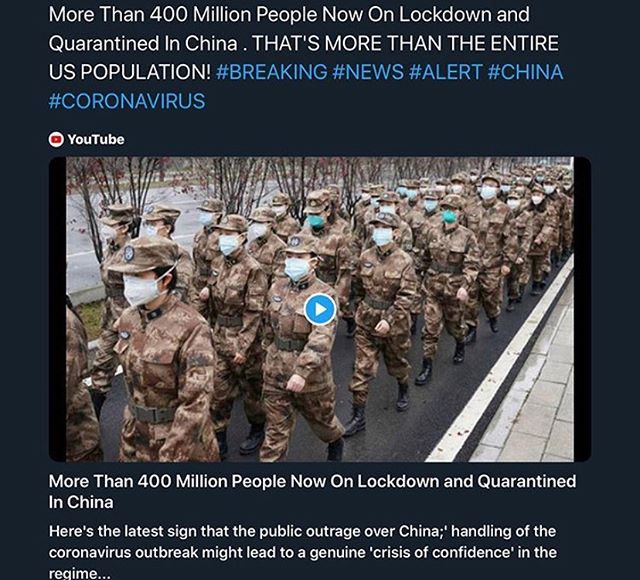 More Than 400 Million People Now On Lockdown and
Quarantined In China . THAT'S MORE THAN THE ENTIRE
US POPULATION! #BREAKING #NEWS #ALERT #CHINA
#CORONAVIRUS
YouTube
More Than 400 Million People Now On Lockdown and Quarantined
In China
Here's the latest sign that the public outrage over China;' handling of the
coronavirus outbreak might lead to a genuine 'crisis of confidence' in the
regime...